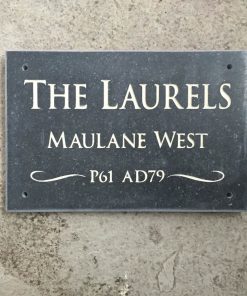 THE LAURELS
MAULANE WEST
P61 AD79